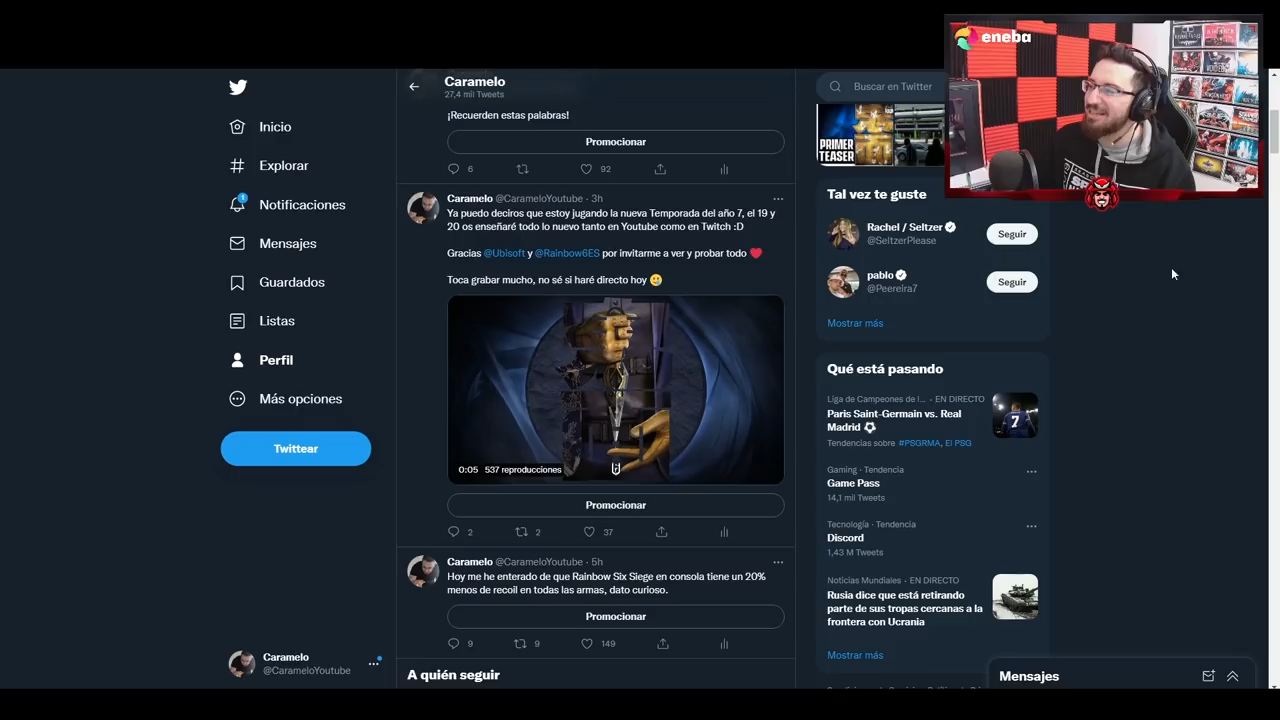 eneba
Inicio
Explorar
1
Notificaciones
Mensajes
Guardados
Listas
Perfil
Más opciones
Twittear
Caramelo
@CarameloYoutube
Caramelo
27,4 mil Tweets
¡Recuerden estas palabras!
Promocionar
6
92
Caramelo @CarameloYoutube · 3h
Ya puedo deciros que estoy jugando la nueva Temporada del año 7, el 19 y
20 os enseñaré todo lo nuevo tanto en Youtube como en Twitch :D
Gracias @Ubisoft y @Rainbow6ES por invitarme a ver y probar todo ❤️
Toca grabar mucho, no sé si haré directo hoy
0:05 537 reproducciones
Promocionar
2
2
37
Caramelo @CarameloYoutube · 5h
Hoy me he enterado de que Rainbow Six Siege en consola tiene un 20%
menos de recoil en todas las armas, dato curioso.
Promocionar
9
9
149
A quién seguir
Buscar en Twitter
PRIMER
TEASER
Tal vez te guste
Rachel / Seltzer
@SeltzerPlease
Seguir
pablo
@Peereira7
Seguir
Mostrar más
Qué está pasando
Liga de Campeones de l... · EN DIRECTO
Paris Saint-Germain vs. Real
Madrid ⚽
Tendencias sobre #PSGRMA, El PSG
7
Gaming · Tendencia
Game Pass
14,1 mil Tweets
Tecnología · Tendencia
Discord
1,43 M Tweets
Noticias Mundiales · EN DIRECTO
Rusia dice que está retirando
parte de sus tropas cercanas a la
frontera con Ucrania
Mostrar más
Mensajes